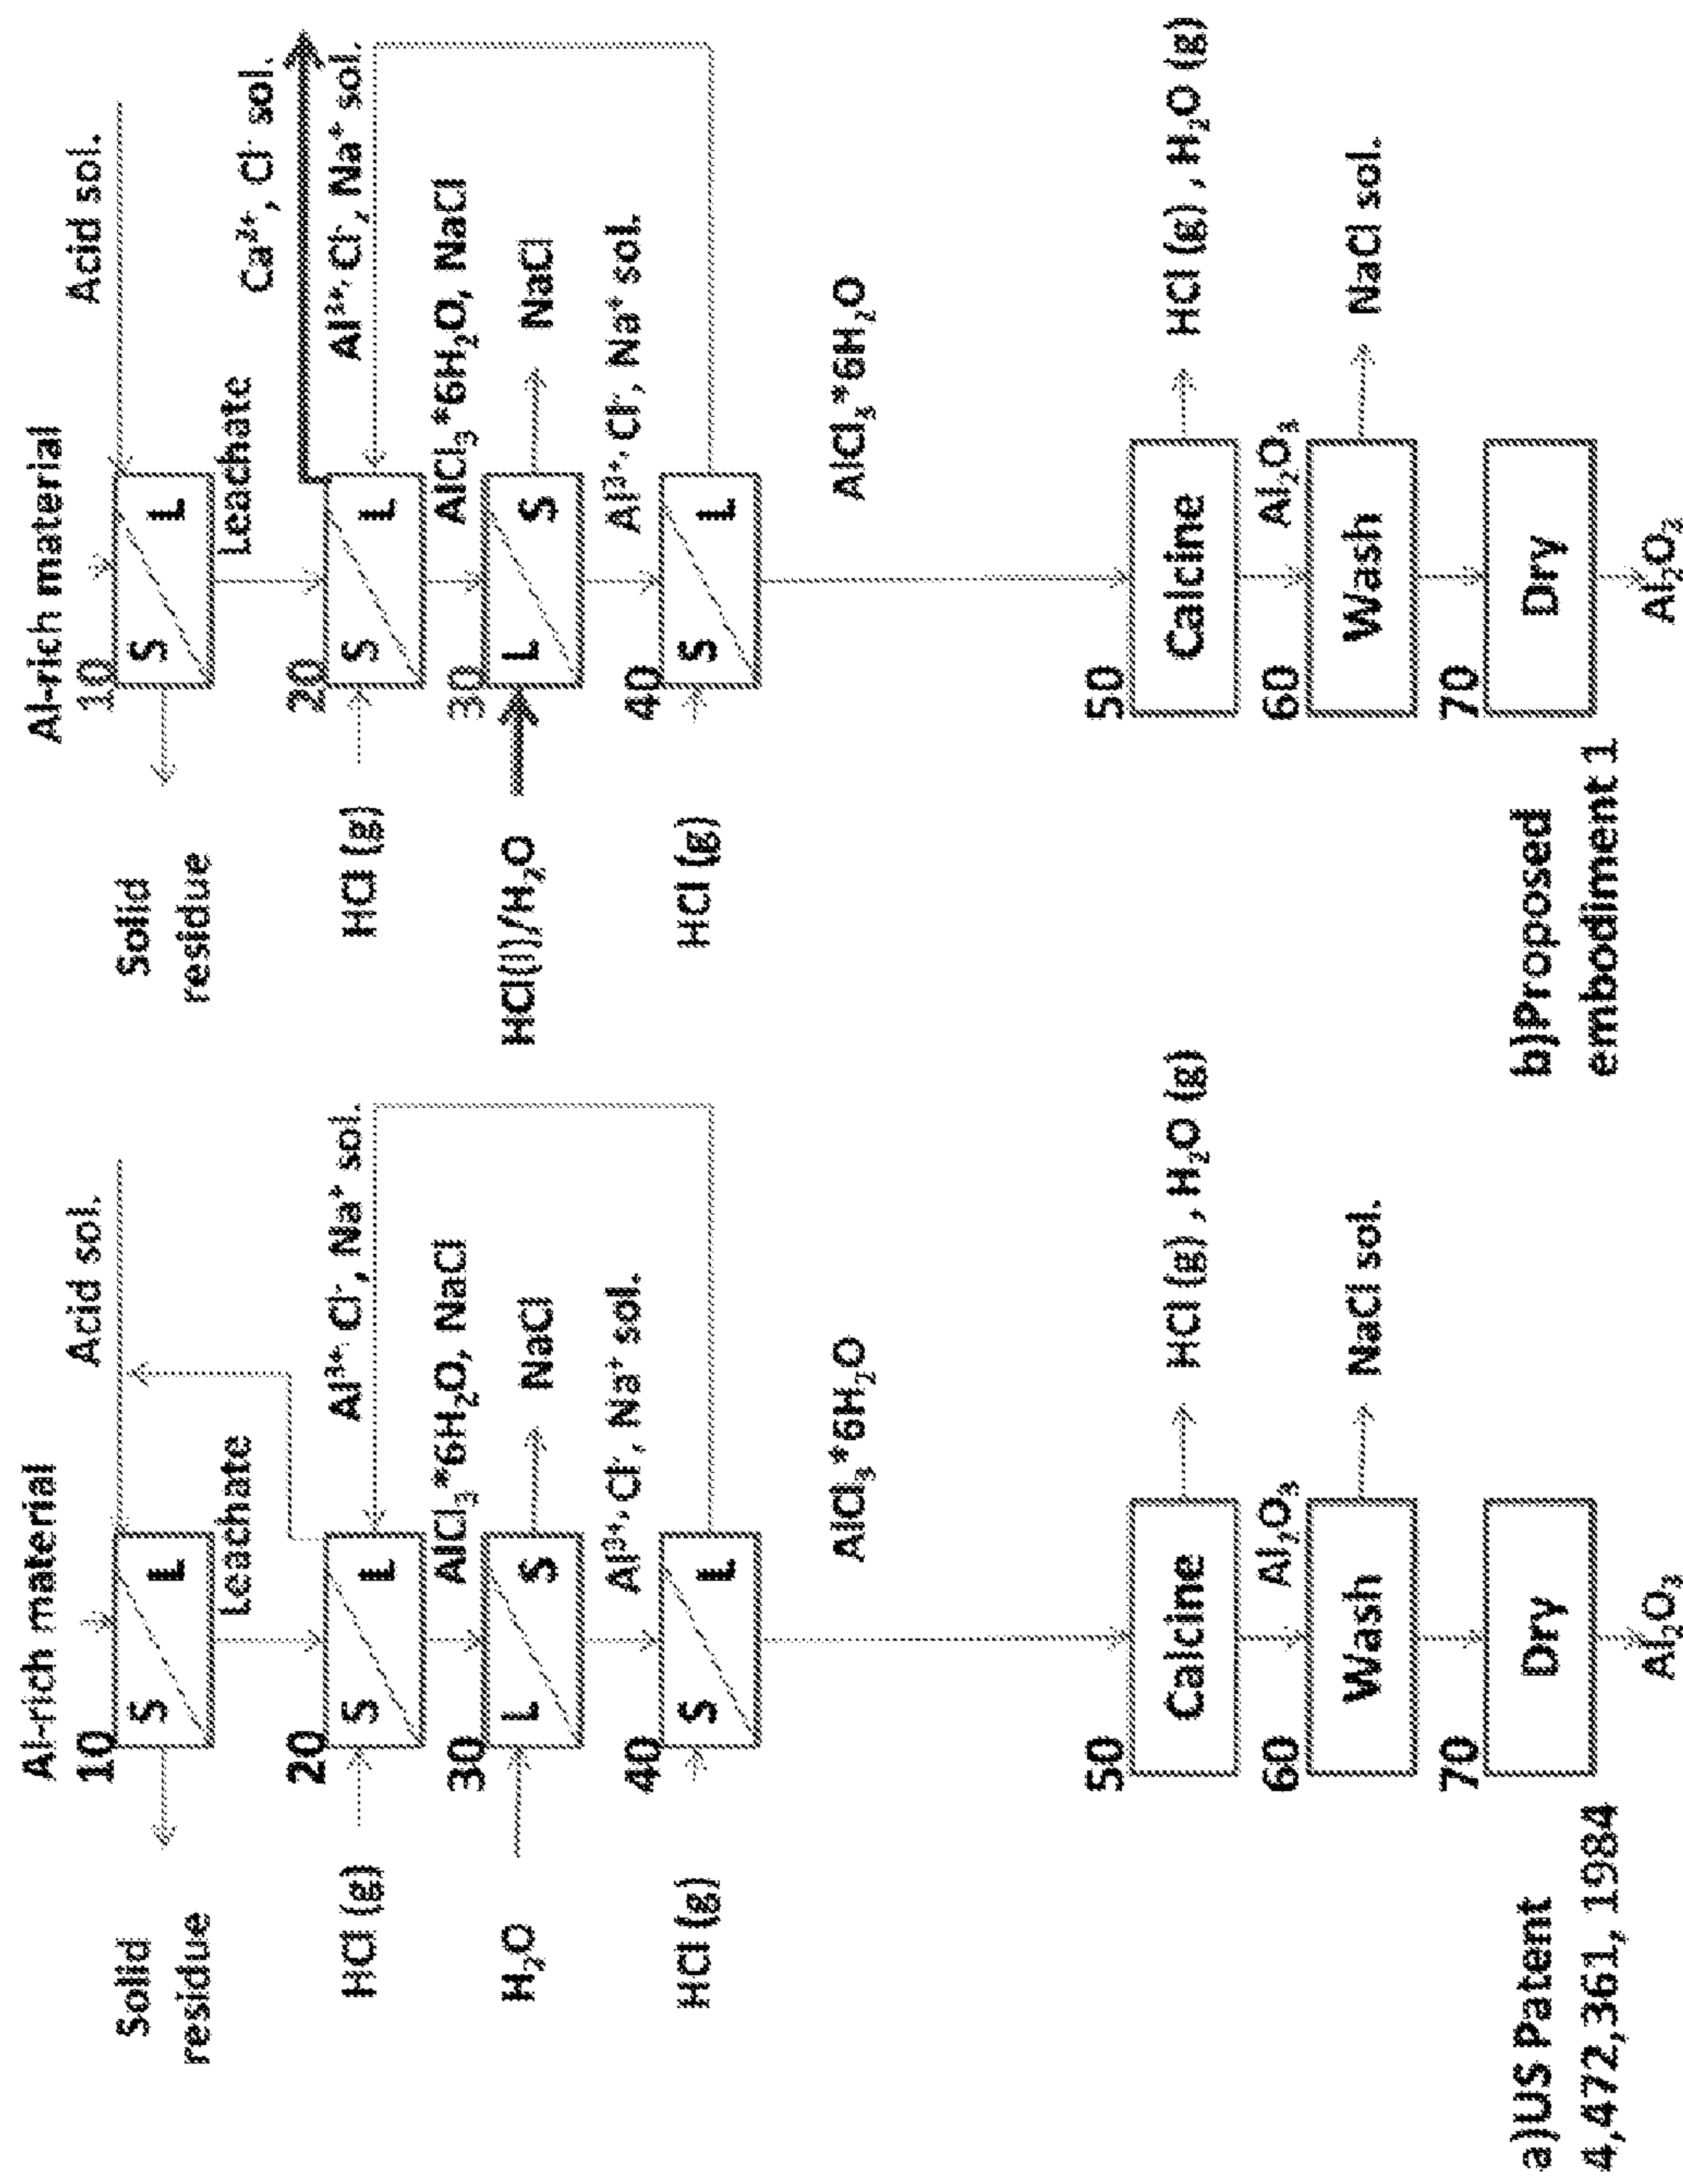 Al-rich material
Acid sol.
10
S L
Solid
residue
Leachate
20
S L
HCl (g)
Al³⁺, Cl⁻, Na⁺ sol.
AlCl₃*6H₂O, NaCl
30
L S
H₂O
NaCl
Al³⁺, Cl⁻, Na⁺ sol.
40
S L
HCl (g)
AlCl₃*6H₂O
50
Calcine
HCl (g) , H₂O (g)
Al₂O₃
60
Wash
NaCl sol.
70
Dry
Al₂O₃
a)US Patent
4,472,361, 1984
Al-rich material
Acid sol.
10
S L
Solid
residue
Leachate
Ca²⁺, Cl⁻ sol.
20
S L
HCl (g)
Al³⁺, Cl⁻, Na⁺ sol.
AlCl₃*6H₂O, NaCl
30
L S
HCl(l)/H₂O
NaCl
Al³⁺, Cl⁻, Na⁺ sol.
40
S L
HCl (g)
AlCl₃*6H₂O
50
Calcine
HCl (g) , H₂O (g)
Al₂O₃
60
Wash
NaCl sol.
70
Dry
Al₂O₃
b)Proposed
embodiment 1